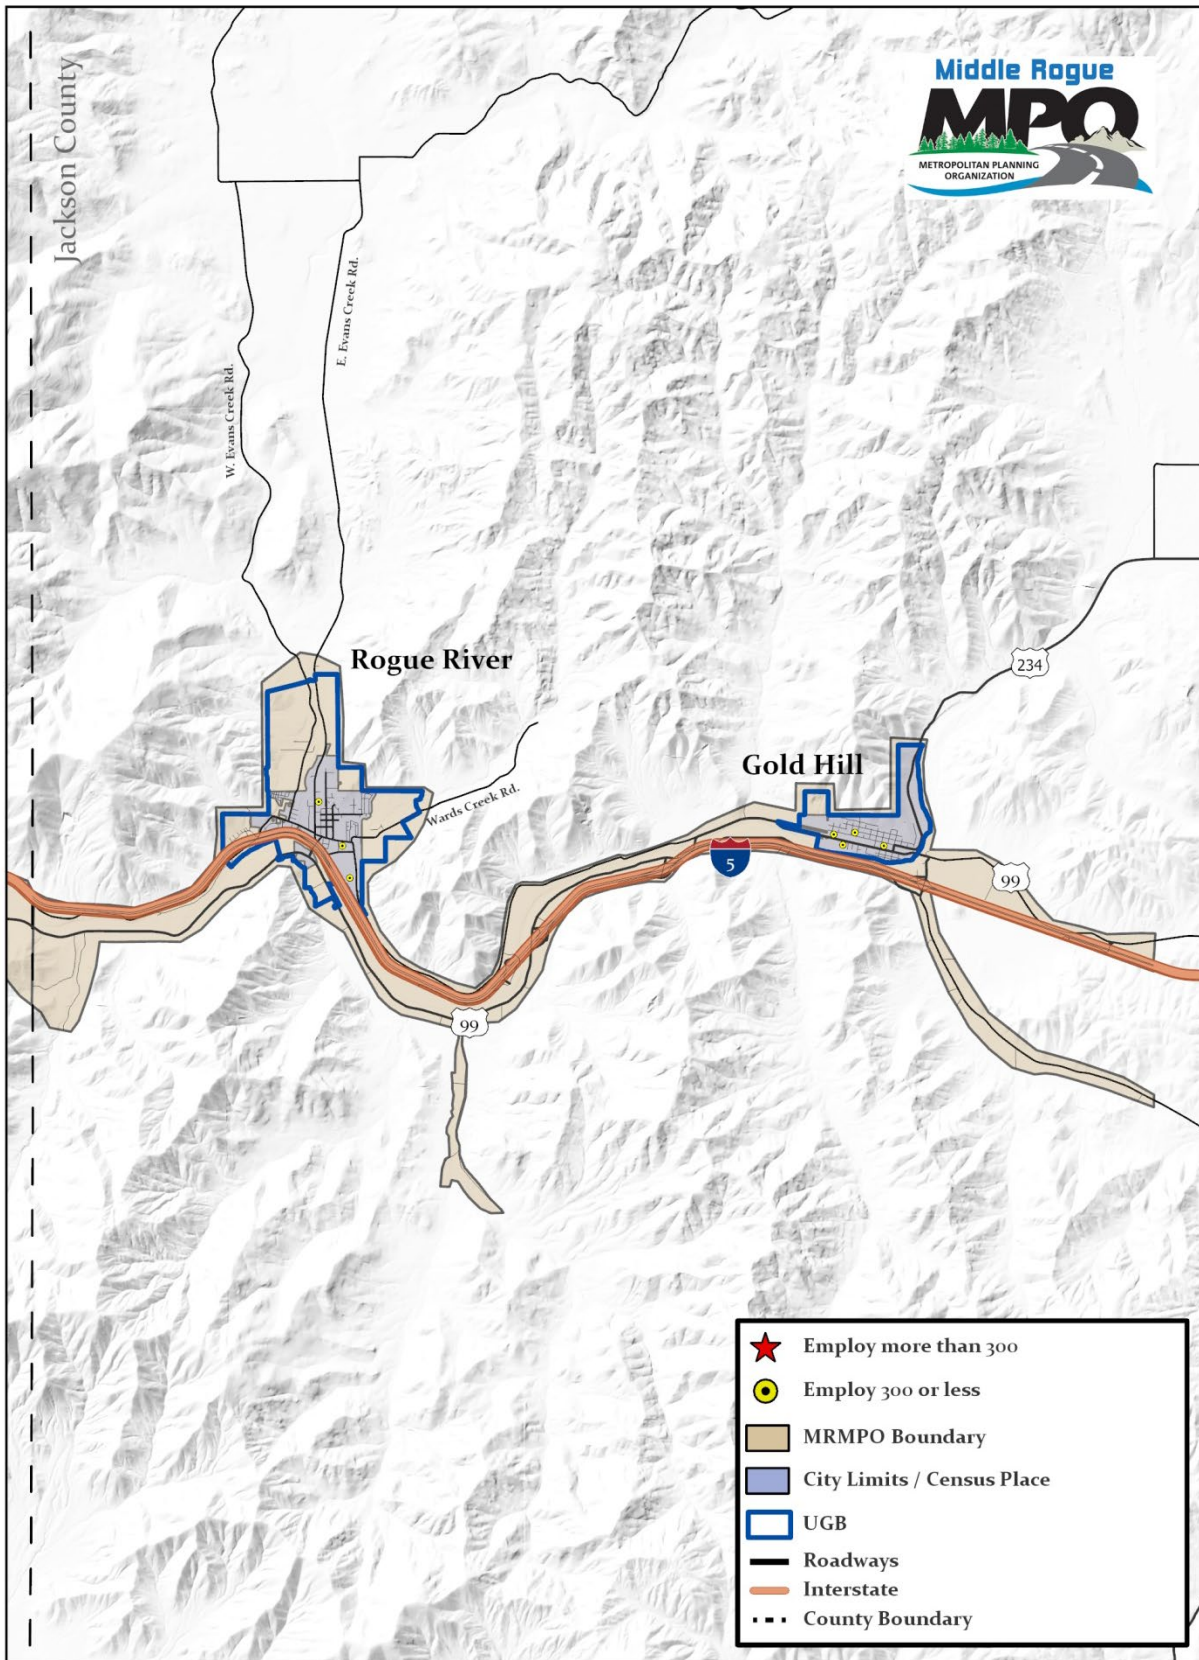 Middle Rogue
MPO
METROPOLITAN PLANNING
ORGANIZATION
Jackson County
E. Evans Creek Rd.
W. Evans Creek Rd.
Rogue River
234
Gold Hill
Wards Creek Rd.
5
99
99
Employ more than 300
Employ 300 or less
MRMPO Boundary
City Limits / Census Place
UGB
Roadways
Interstate
County Boundary